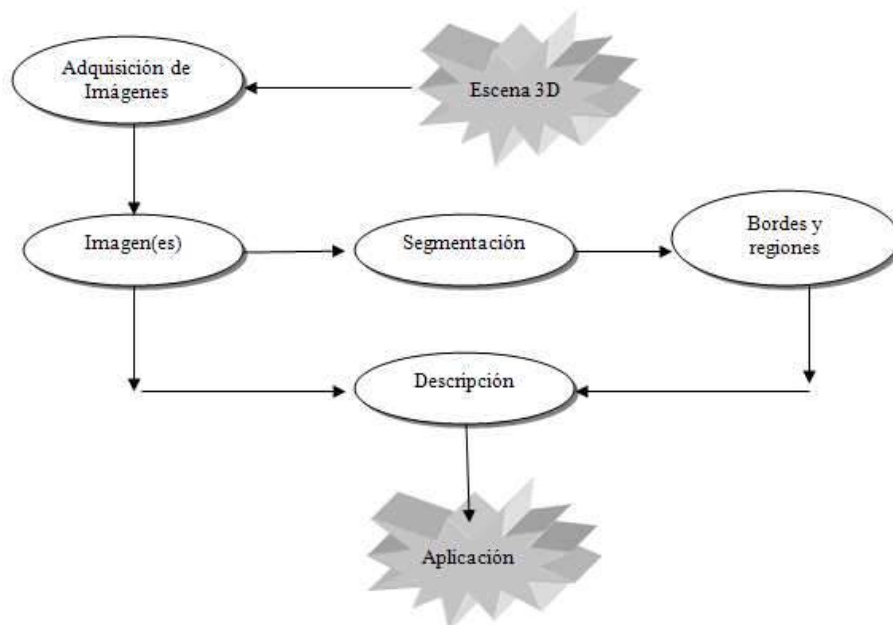 Adquisición de
Imágenes
Escena 3D
Imagen(es)
Segmentación
Bordes y
regiones
Descripción
Aplicación